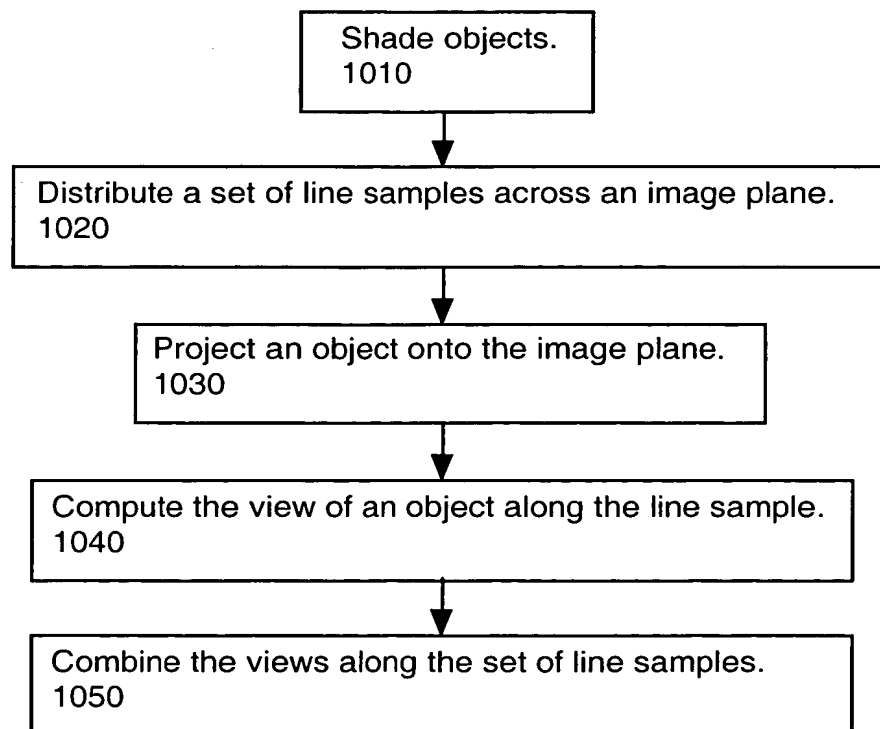 Shade objects.
1010
Distribute a set of line samples across an image plane.
1020
Project an object onto the image plane.
1030
Compute the view of an object along the line sample.
1040
Combine the views along the set of line samples.
1050